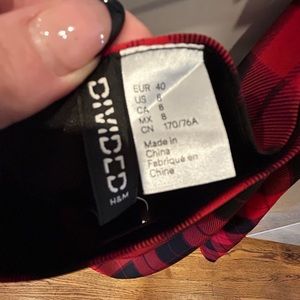 DIVIDED
H&M
EUR 40
US 8
CA 8
MX 8
CN 170/76A
Made in
China
Fabriqué en
Chine